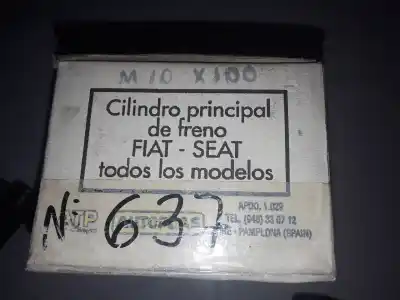 M10 X100
Cilindro principal
de freno
FIAT - SEAT
todos los modelos
Nº 637
APDO. 1.029
TEL. (948) 33 07 12
PAMPLONA (SPAIN)